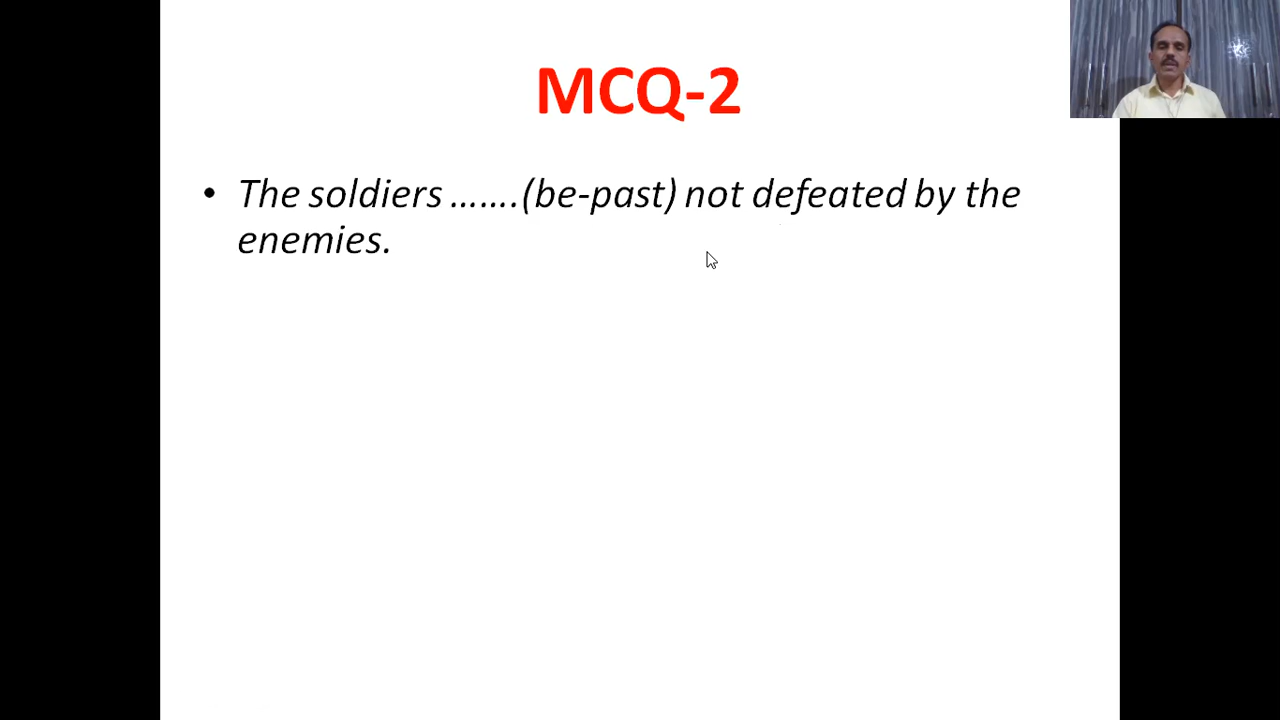 MCQ-2
• The soldiers …….(be-past) not defeated by the
enemies.